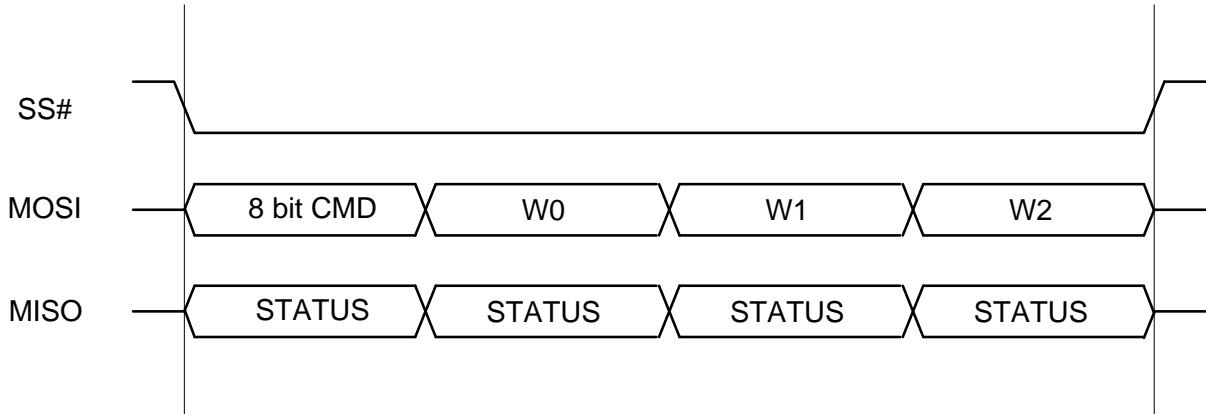 SS#
MOSI 8 bit CMD W0 W1 W2
MISO STATUS STATUS STATUS STATUS